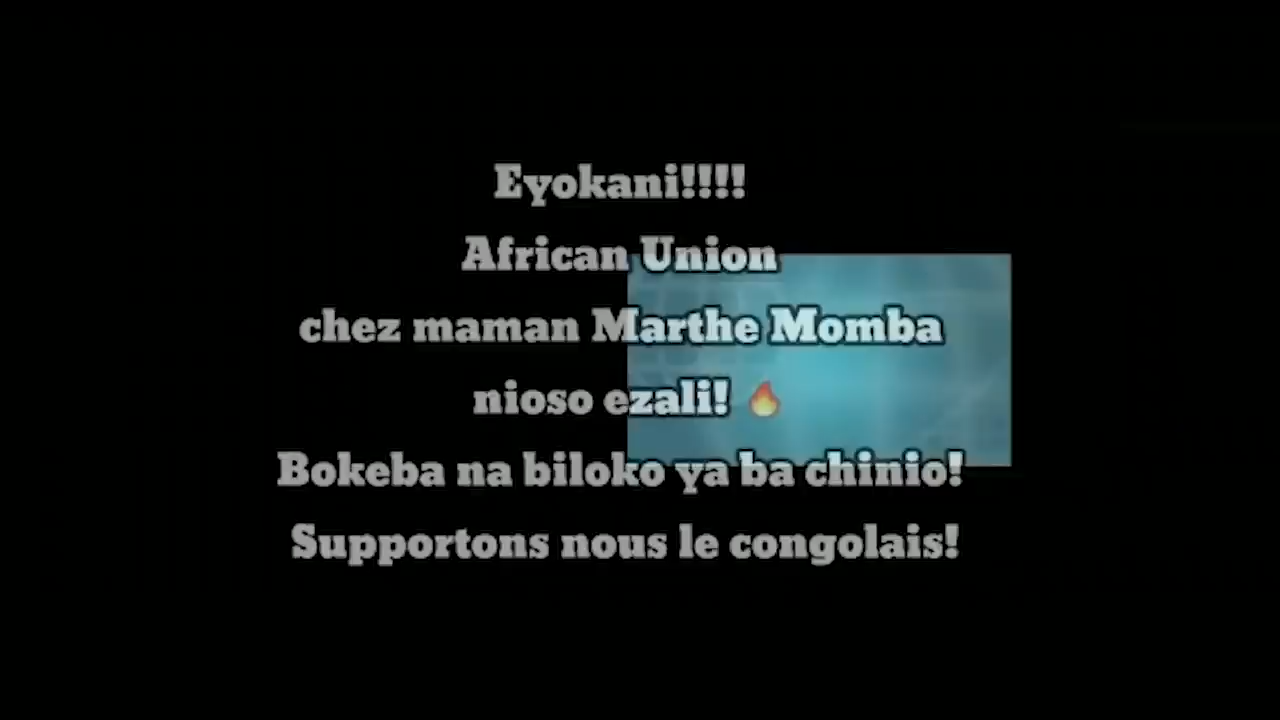 Eyokani!!!!
African Union
chez maman Marthe Momba
nioso ezali! 🔥
Bokeba na biloko ya ba chinio!
Supportons nous le congolais!